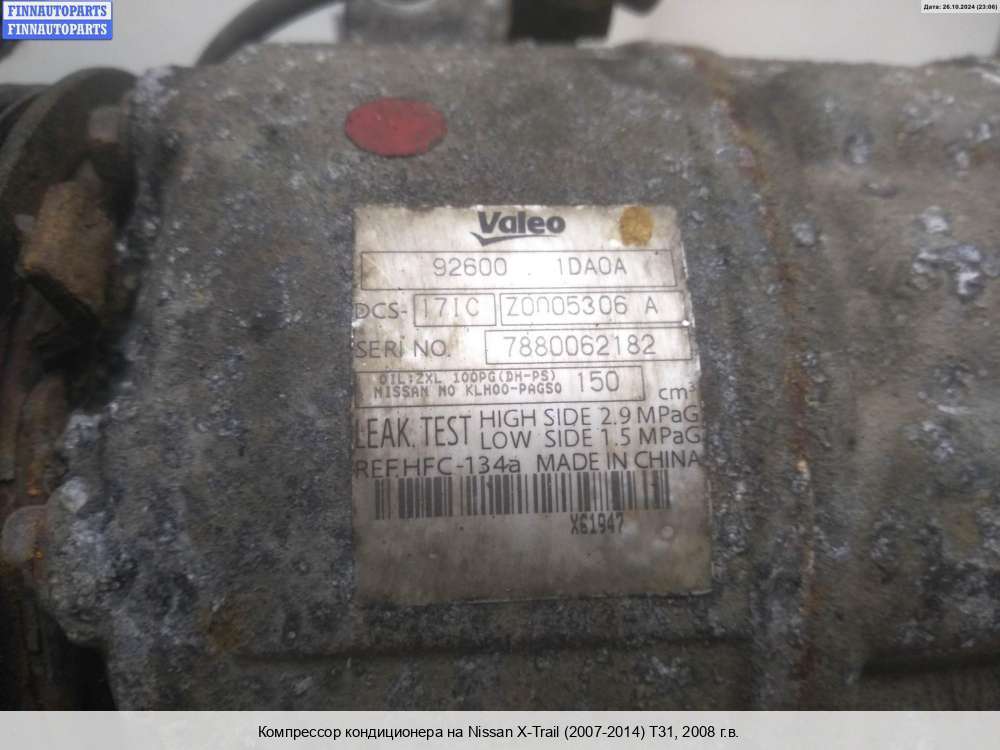 FINNAUTOPARTS
FINNAUTOPARTS
Дата: 26.10.2024 (23:06)
Valeo
92600 1DA0A
DCS- 17IC Z0005306 A
SERI NO. 7880062182
OIL:ZXL 100PG(DH-PS)
NISSAN NO KLH00-PAGS0 150 cm³
LEAK. TEST HIGH SIDE 2.9 MPaG
LOW SIDE 1.5 MPaG
REF.HFC-134a MADE IN CHINA
X61947
Компрессор кондиционера на Nissan X-Trail (2007-2014) T31, 2008 г.в.